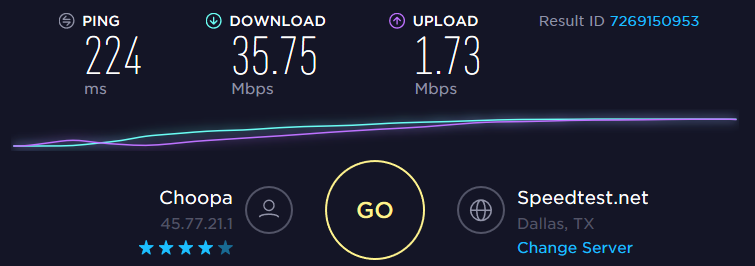 PING
224
ms
DOWNLOAD
35.75
Mbps
UPLOAD
1.73
Mbps
Result ID 7269150953
Choopa
45.77.21.1
GO
Speedtest.net
Dallas, TX
Change Server